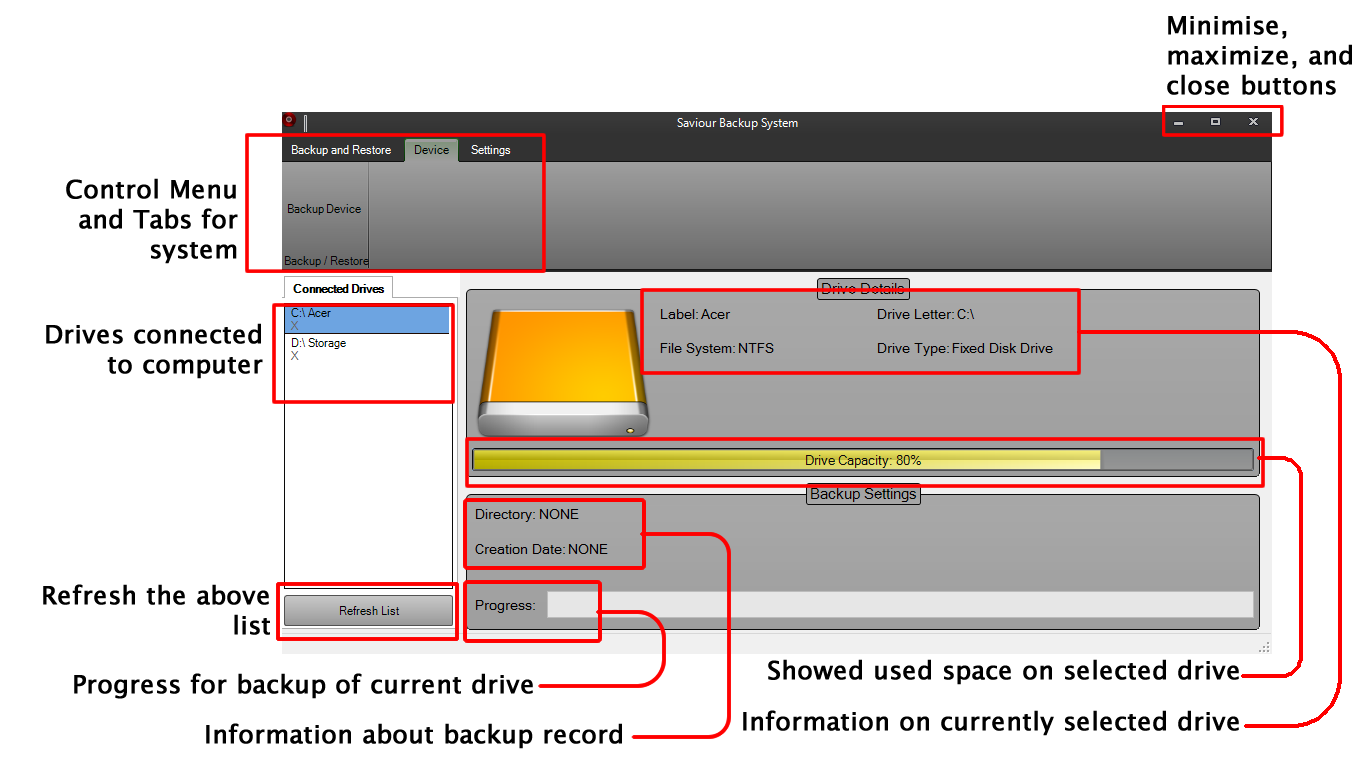 Minimise,
maximize, and
close buttons
Saviour Backup System
Backup and Restore
Device
Settings
Control Menu
and Tabs for
system
Backup Device
Backup / Restore
Connected Drives
Drive Details
C:\ Acer
X
D:\ Storage
X
Drives connected
to computer
Label: Acer
Drive Letter: C:\
File System: NTFS
Drive Type: Fixed Disk Drive
Drive Capacity: 80%
Backup Settings
Directory: NONE
Creation Date: NONE
Refresh the above
list
Refresh List
Progress:
Showed used space on selected drive
Progress for backup of current drive
Information on currently selected drive
Information about backup record